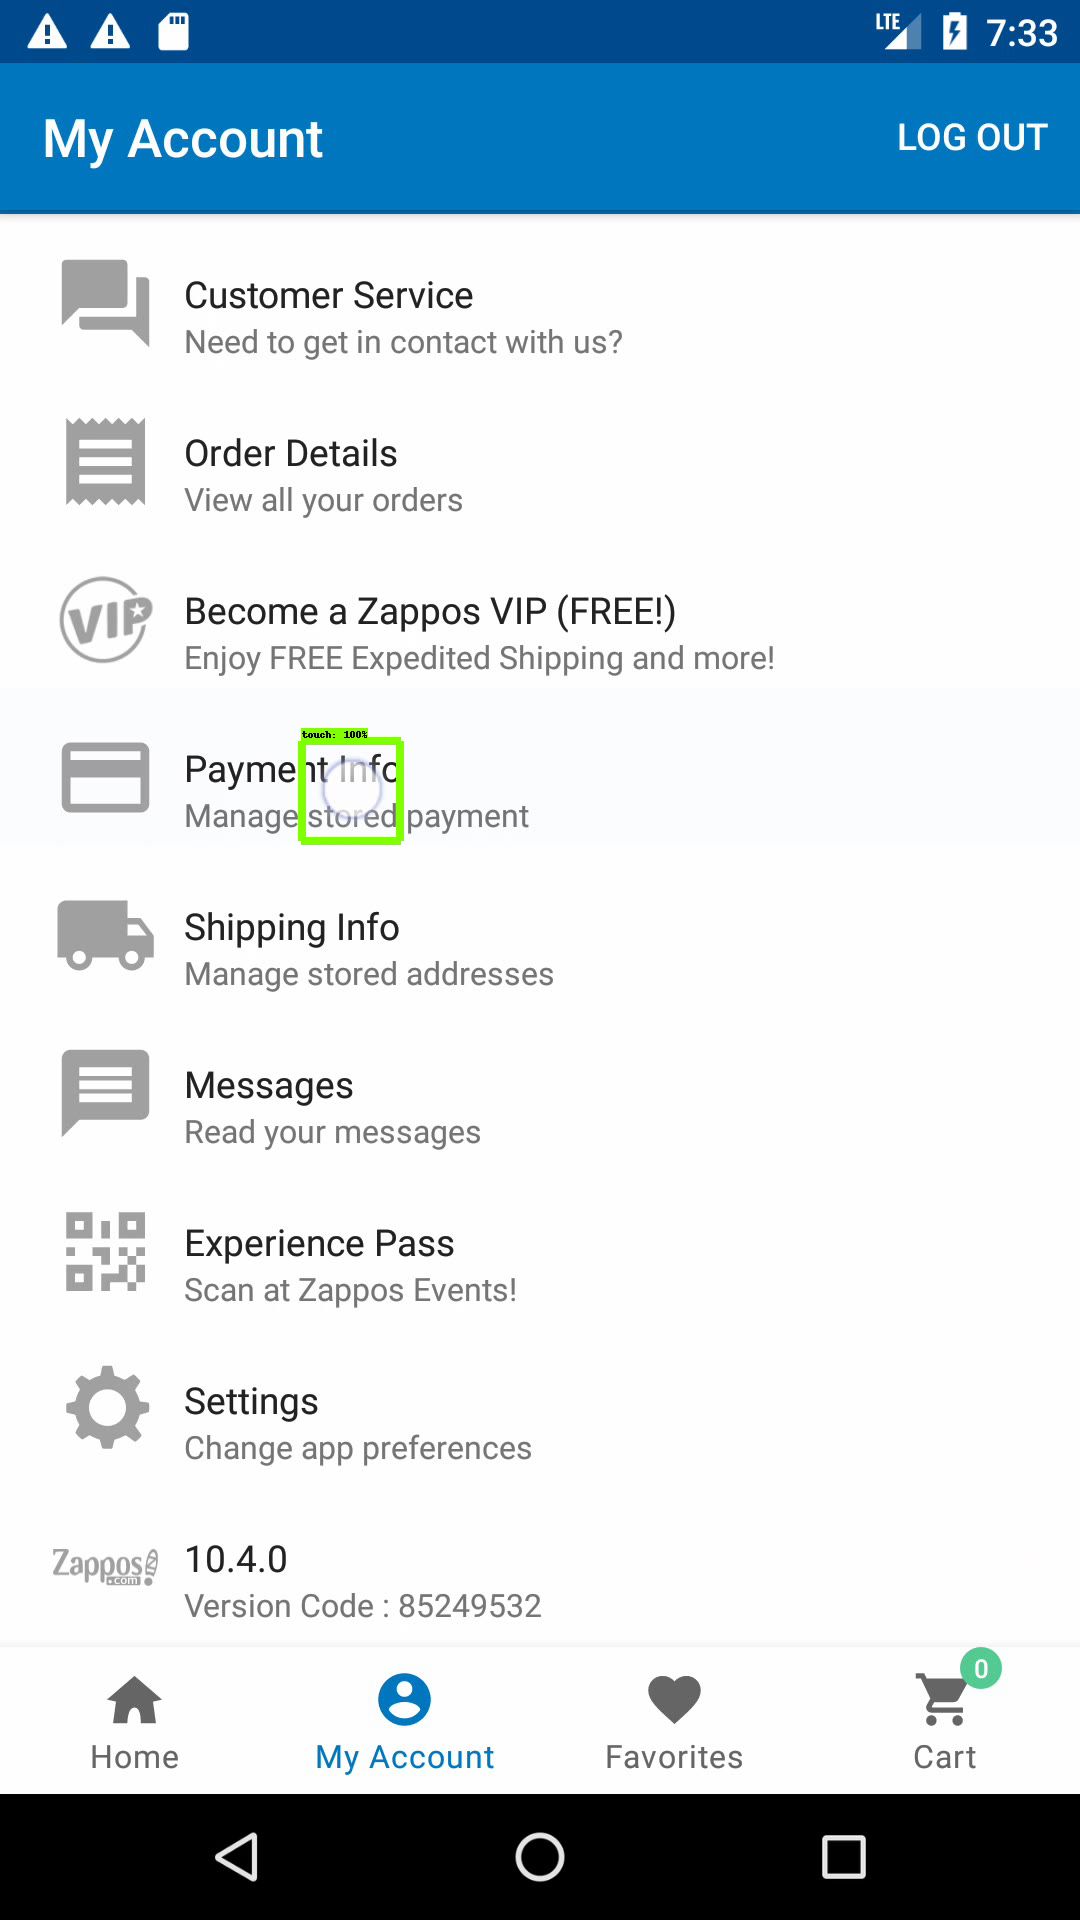 LTE 7:33
My Account LOG OUT
Customer Service
Need to get in contact with us?
Order Details
View all your orders
VIP
Become a Zappos VIP (FREE!)
Enjoy FREE Expedited Shipping and more!
touch: 100%
Payment Info
Manage stored payment
Shipping Info
Manage stored addresses
Messages
Read your messages
Experience Pass
Scan at Zappos Events!
Settings
Change app preferences
Zappos
.com
10.4.0
Version Code : 85249532
0
Home My Account Favorites Cart